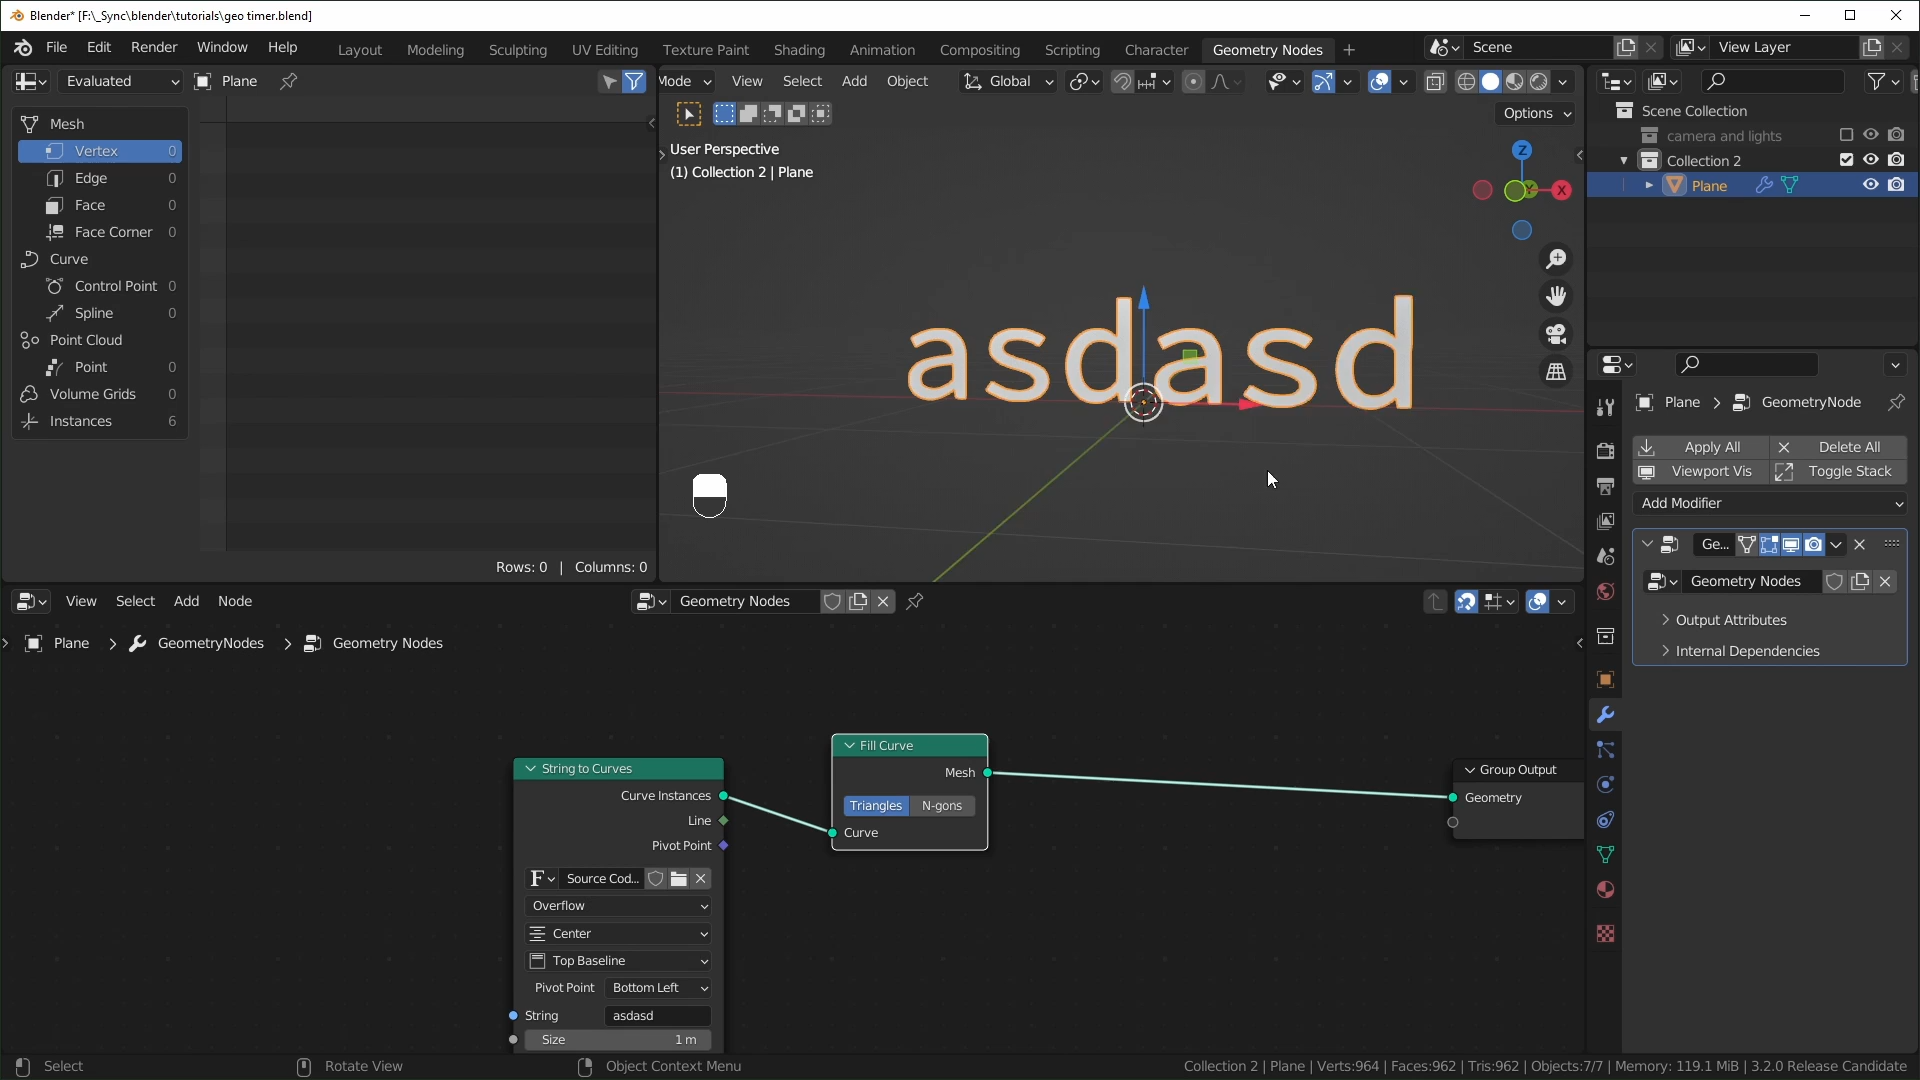 Blender* [F:\_Sync\blender\tutorials\geo timer.blend]
File Edit Render Window Help
Layout Modeling Sculpting UV Editing Texture Paint Shading Animation Compositing Scripting Character Geometry Nodes
Scene
View Layer
Evaluated
Plane
Mode View Select Add Object
Global
Options
Mesh
Vertex 0
Edge 0
Face 0
Face Corner 0
Curve
Control Point 0
Spline 0
Point Cloud
Point 0
Volume Grids 0
Instances 6
Rows: 0 | Columns: 0
User Perspective
(1) Collection 2 | Plane
Z
Y
X
asdasd
Scene Collection
camera and lights
Collection 2
Plane
Plane > GeometryNode
Apply All
Delete All
Viewport Vis
Toggle Stack
Add Modifier
Ge...
Geometry Nodes
Output Attributes
Internal Dependencies
View Select Add Node
Geometry Nodes
Plane > GeometryNodes > Geometry Nodes
String to Curves
Curve Instances
Line
Pivot Point
F
Source Cod...
Overflow
Center
Top Baseline
Pivot Point Bottom Left
String asdasd
Size 1 m
Fill Curve
Mesh
Triangles N-gons
Curve
Group Output
Geometry
Select
Rotate View
Object Context Menu
Collection 2 | Plane | Verts:964 | Faces:962 | Tris:962 | Objects:7/7 | Memory: 119.1 MiB | 3.2.0 Release Candidate